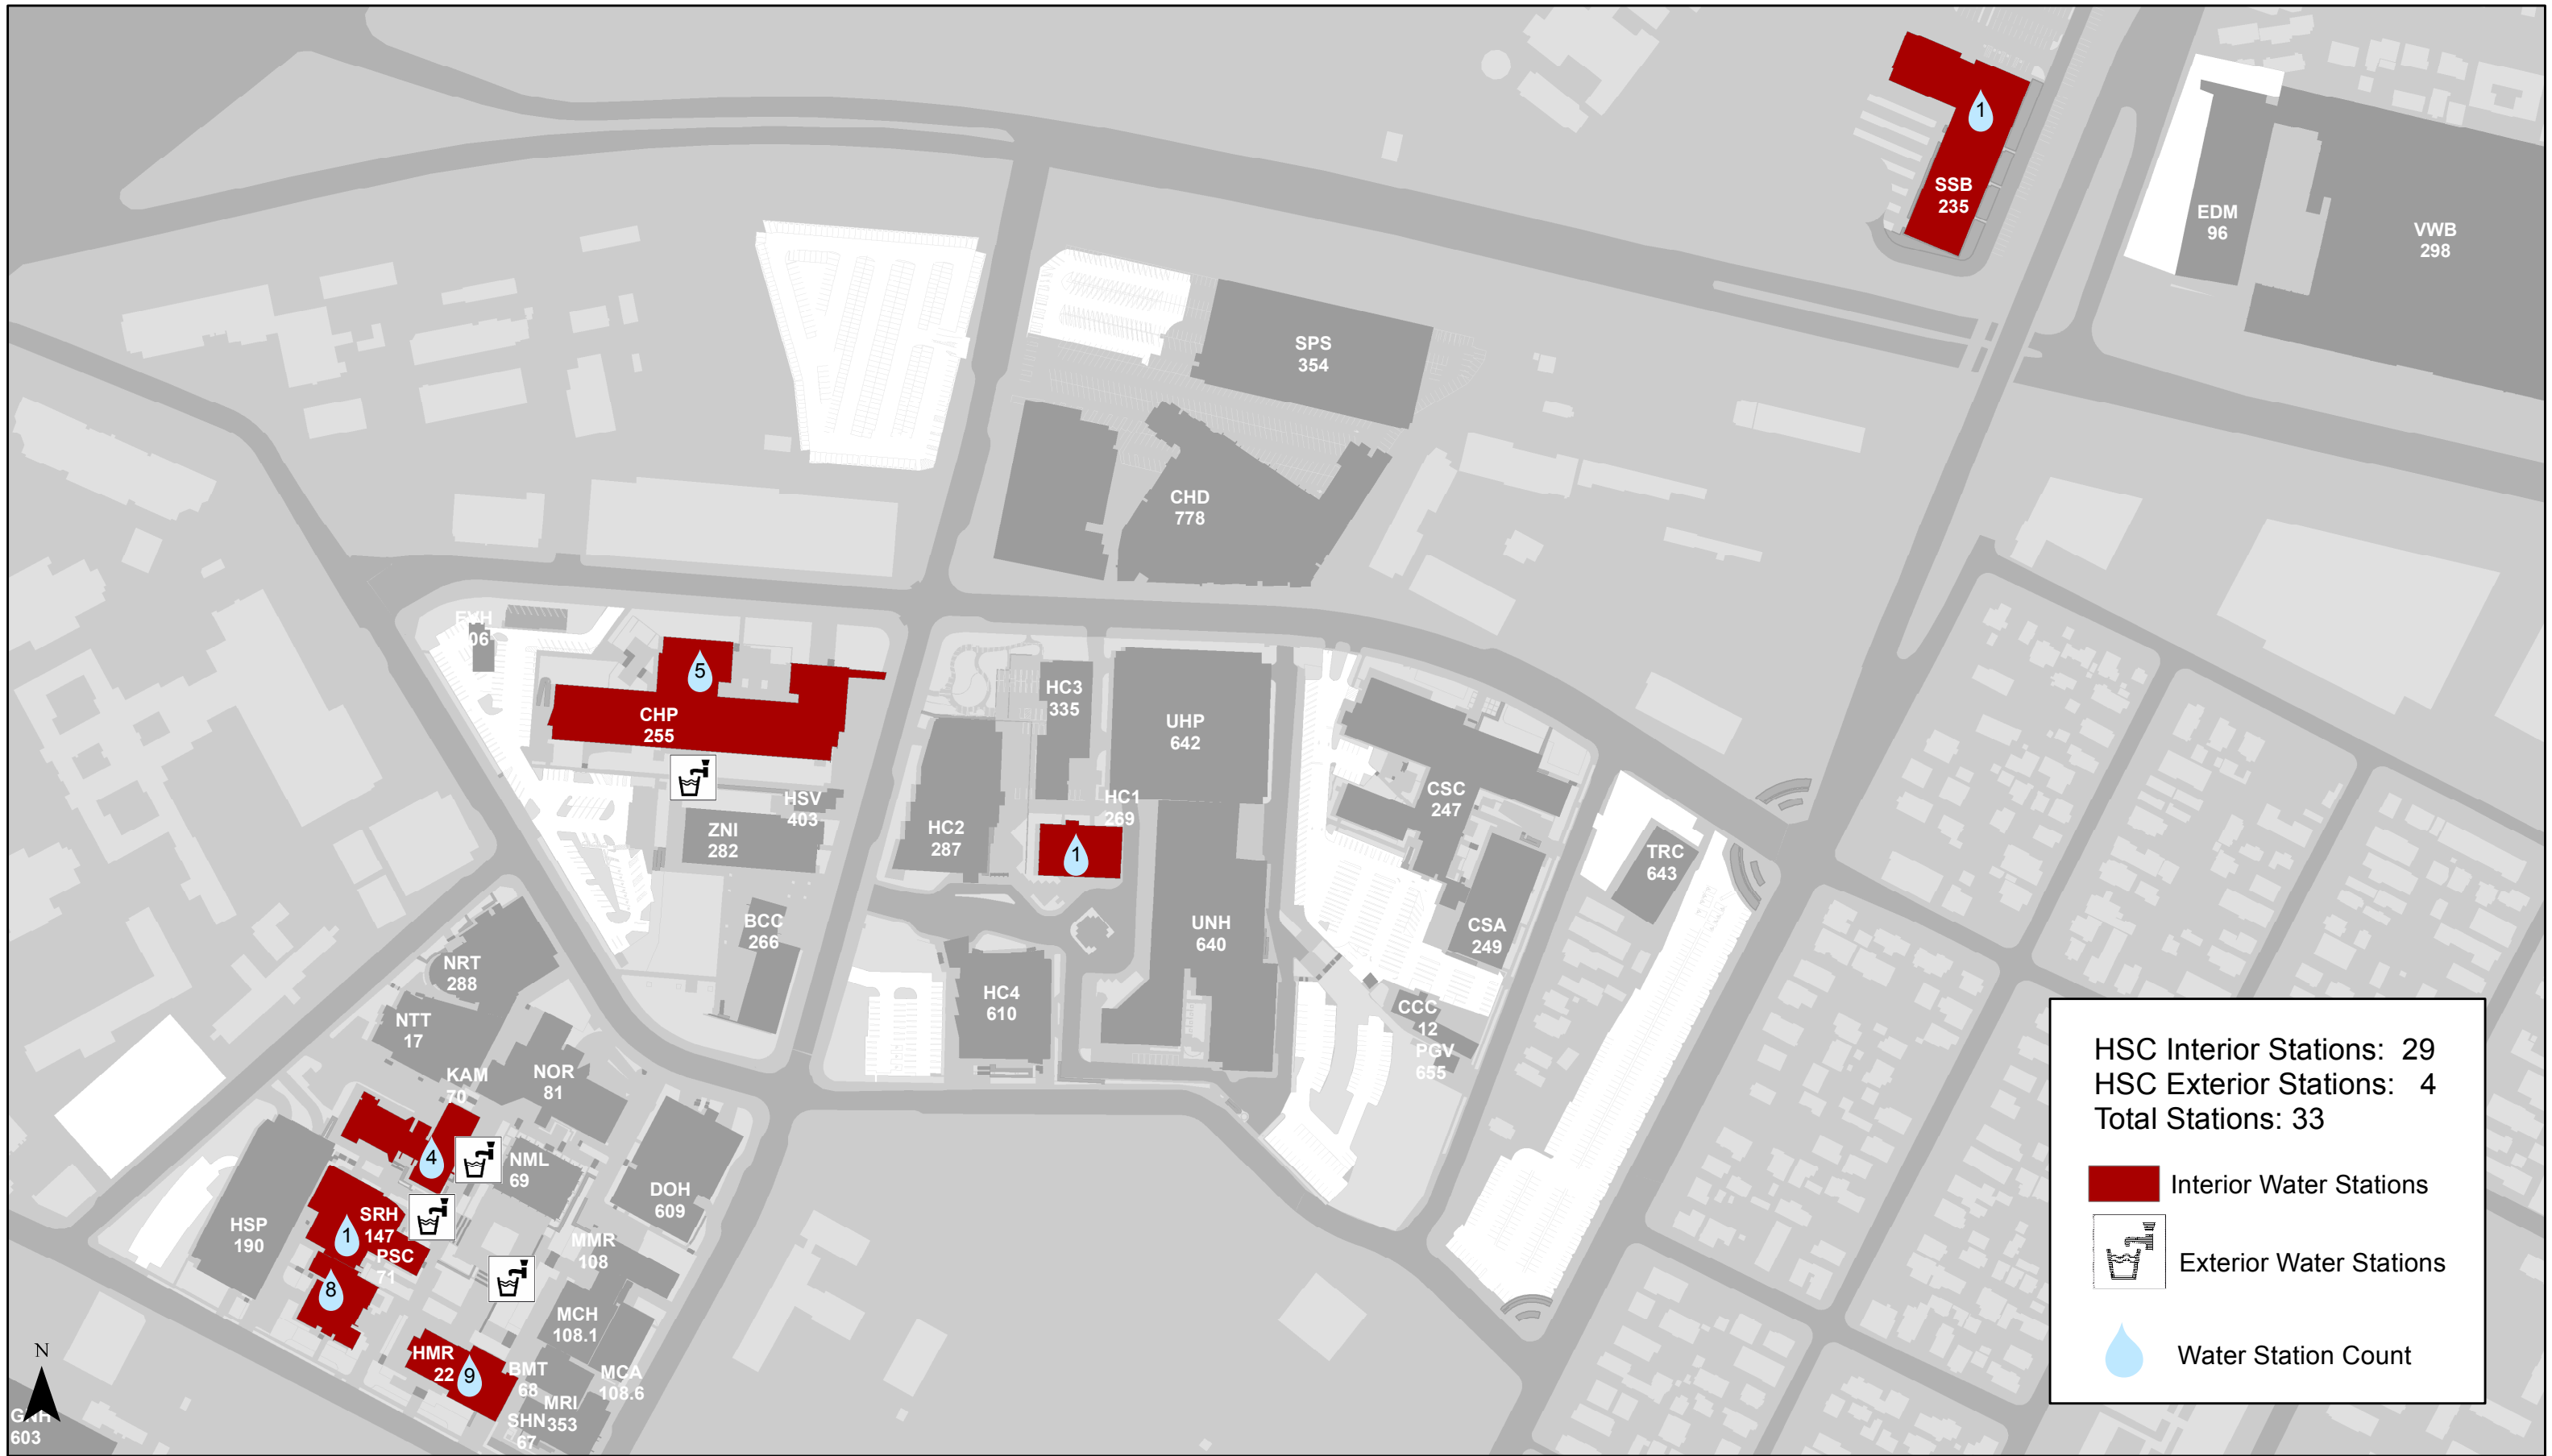 1
SSB
235
EDM
96
VWB
298
SPS
354
CHD
778
5
CHP
255
HC3
335
UHP
642
HSV
403
ZNI
282
HC2
287
HC1
269
1
CSC
247
TRC
643
BCC
266
UNH
640
CSA
249
NRT
288
NTT
17
HC4
610
CCC
12
PGV
655
KAM
70
NOR
81
4
NML
69
DOH
609
HSP
190
SRH
147
1
PSC
71
8
MMR
108
MCH
108.1
HMR
22
9
BMT
68
MCA
108.6
MRI
353
SHN
67
N
603
HSC Interior Stations: 29
HSC Exterior Stations: 4
Total Stations: 33
Interior Water Stations
Exterior Water Stations
Water Station Count